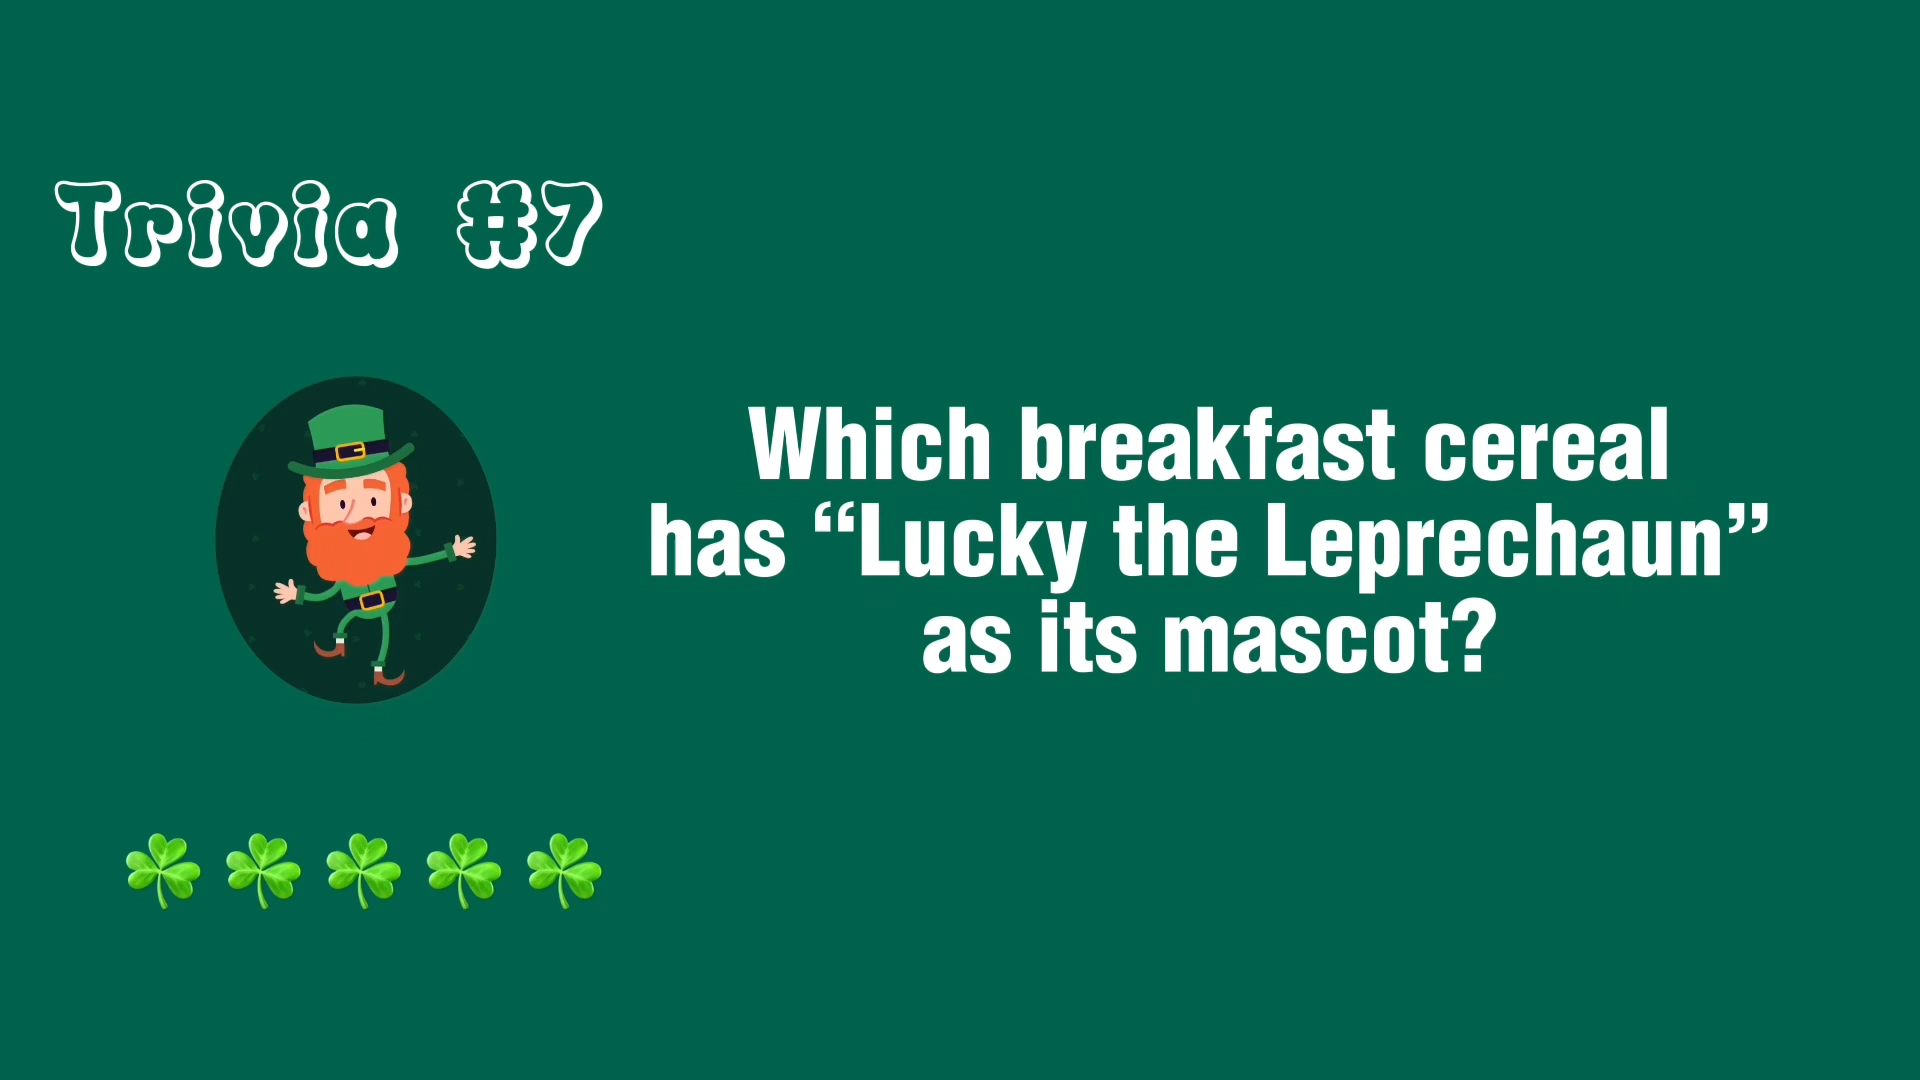 Trivia #7
Which breakfast cereal
has “Lucky the Leprechaun”
as its mascot?